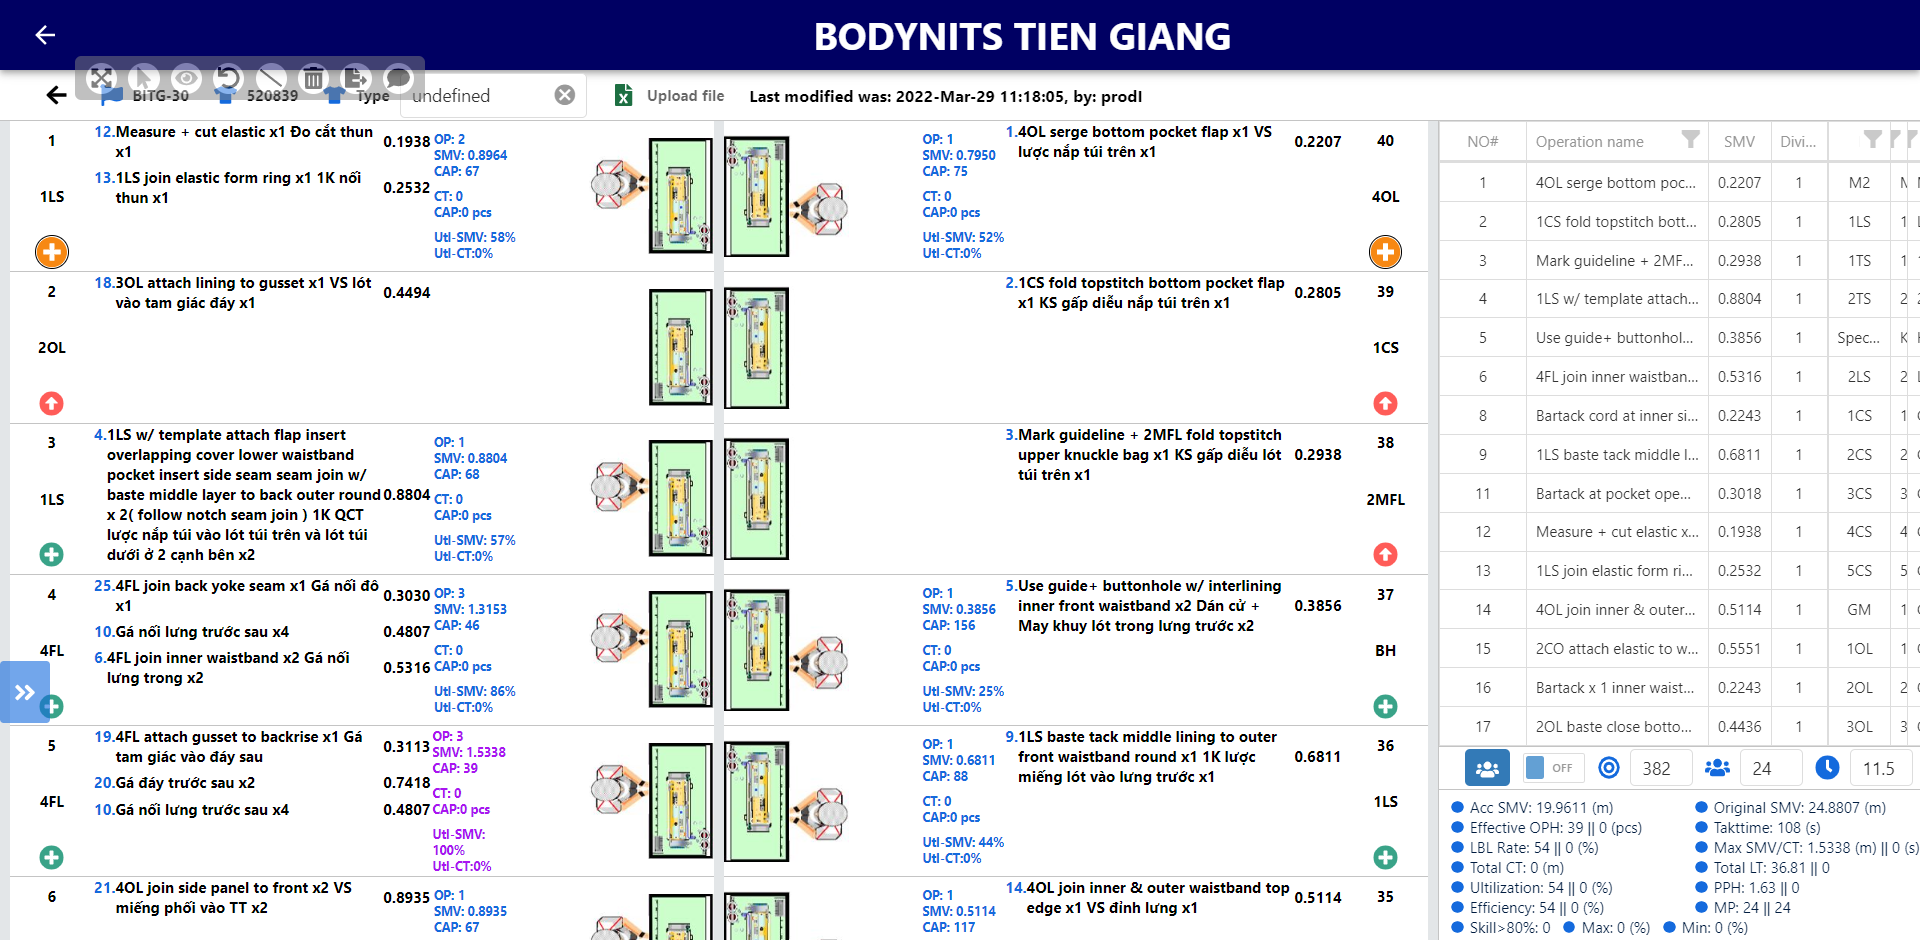 BODYNITS TIEN GIANG
BITG-30
520839
Type
undefined
Upload file
Last modified was: 2022-Mar-29 11:18:05, by: prodI
1
1LS
12.Measure + cut elastic x1 Đo cắt thun
x1
0.1938
13.1LS join elastic form ring x1 1K nối
thun x1
0.2532
OP: 2
SMV: 0.8964
CAP: 67
CT: 0
CAP:0 pcs
Utl-SMV: 58%
Utl-CT:0%
OP: 1
SMV: 0.7950
CAP: 75
CT: 0
CAP:0 pcs
Utl-SMV: 52%
Utl-CT:0%
1.4OL serge bottom pocket flap x1 VS
lược nắp túi trên x1
0.2207
40
4OL
2
2OL
18.3OL attach lining to gusset x1 VS lót
vào tam giác đáy x1
0.4494
2.1CS fold topstitch bottom pocket flap
x1 KS gấp diễu nắp túi trên x1
0.2805
39
1CS
3
1LS
4.1LS w/ template attach flap insert
overlapping cover lower waistband
pocket insert side seam seam join w/
baste middle layer to back outer round
x 2( follow notch seam join ) 1K QCT
lược nắp túi vào lót túi trên và lót túi
dưới ở 2 cạnh bên x2
0.8804
OP: 1
SMV: 0.8804
CAP: 68
CT: 0
CAP:0 pcs
Utl-SMV: 57%
Utl-CT:0%
3.Mark guideline + 2MFL fold topstitch
upper knuckle bag x1 KS gấp diễu lót
túi trên x1
0.2938
38
2MFL
4
4FL
25.4FL join back yoke seam x1 Gá nối đô
x1
0.3030
10.Gá nối lưng trước sau x4
0.4807
6.4FL join inner waistband x2 Gá nối
lưng trong x2
0.5316
OP: 3
SMV: 1.3153
CAP: 46
CT: 0
CAP:0 pcs
Utl-SMV: 86%
Utl-CT:0%
OP: 1
SMV: 0.3856
CAP: 156
CT: 0
CAP:0 pcs
Utl-SMV: 25%
Utl-CT:0%
5.Use guide+ buttonhole w/ interlining
inner front waistband x2 Dán cử +
May khuy lót trong lưng trước x2
0.3856
37
BH
5
4FL
19.4FL attach gusset to backrise x1 Gá
tam giác vào đáy sau
0.3113
20.Gá đáy trước sau x2
0.7418
10.Gá nối lưng trước sau x4
0.4807
OP: 3
SMV: 1.5338
CAP: 39
CT: 0
CAP:0 pcs
Utl-SMV:
100%
Utl-CT:0%
OP: 1
SMV: 0.6811
CAP: 88
CT: 0
CAP:0 pcs
Utl-SMV: 44%
Utl-CT:0%
9.1LS baste tack middle lining to outer
front waistband round x1 1K lược
miếng lót vào lưng trước x1
0.6811
36
1LS
6
21.4OL join side panel to front x2 VS
miếng phối vào TT x2
0.8935
OP: 1
SMV: 0.8935
CAP: 67
OP: 1
SMV: 0.5114
CAP: 117
14.4OL join inner & outer waistband top
edge x1 VS đỉnh lưng x1
0.5114
35
NO# Operation name SMV Divi...
1 4OL serge bottom poc... 0.2207 1 M2
2 1CS fold topstitch bott... 0.2805 1 1LS 1
3 Mark guideline + 2MF... 0.2938 1 1TS 1
4 1LS w/ template attach... 0.8804 1 2TS 2
5 Use guide+ buttonhol... 0.3856 1 Spec... K
6 4FL join inner waistban... 0.5316 1 2LS 2
8 Bartack cord at inner si... 0.2243 1 1CS 1
9 1LS baste tack middle l... 0.6811 1 2CS 2
11 Bartack at pocket ope... 0.3018 1 3CS 3
12 Measure + cut elastic x... 0.1938 1 4CS 4
13 1LS join elastic form ri... 0.2532 1 5CS 5
14 4OL join inner & outer... 0.5114 1 GM 1
15 2CO attach elastic to w... 0.5551 1 1OL 1
16 Bartack x 1 inner waist... 0.2243 1 2OL 2
17 2OL baste close botto... 0.4436 1 3OL 3
OFF 382 24 11.5
Acc SMV: 19.9611 (m)
Original SMV: 24.8807 (m)
Effective OPH: 39 || 0 (pcs)
Takttime: 108 (s)
LBL Rate: 54 || 0 (%)
Max SMV/CT: 1.5338 (m) || 0 (s)
Total CT: 0 (m)
Total LT: 36.81 || 0
Ultilization: 54 || 0 (%)
PPH: 1.63 || 0
Efficiency: 54 || 0 (%)
MP: 24 || 24
Skill>80%: 0 Max: 0 (%) Min: 0 (%)